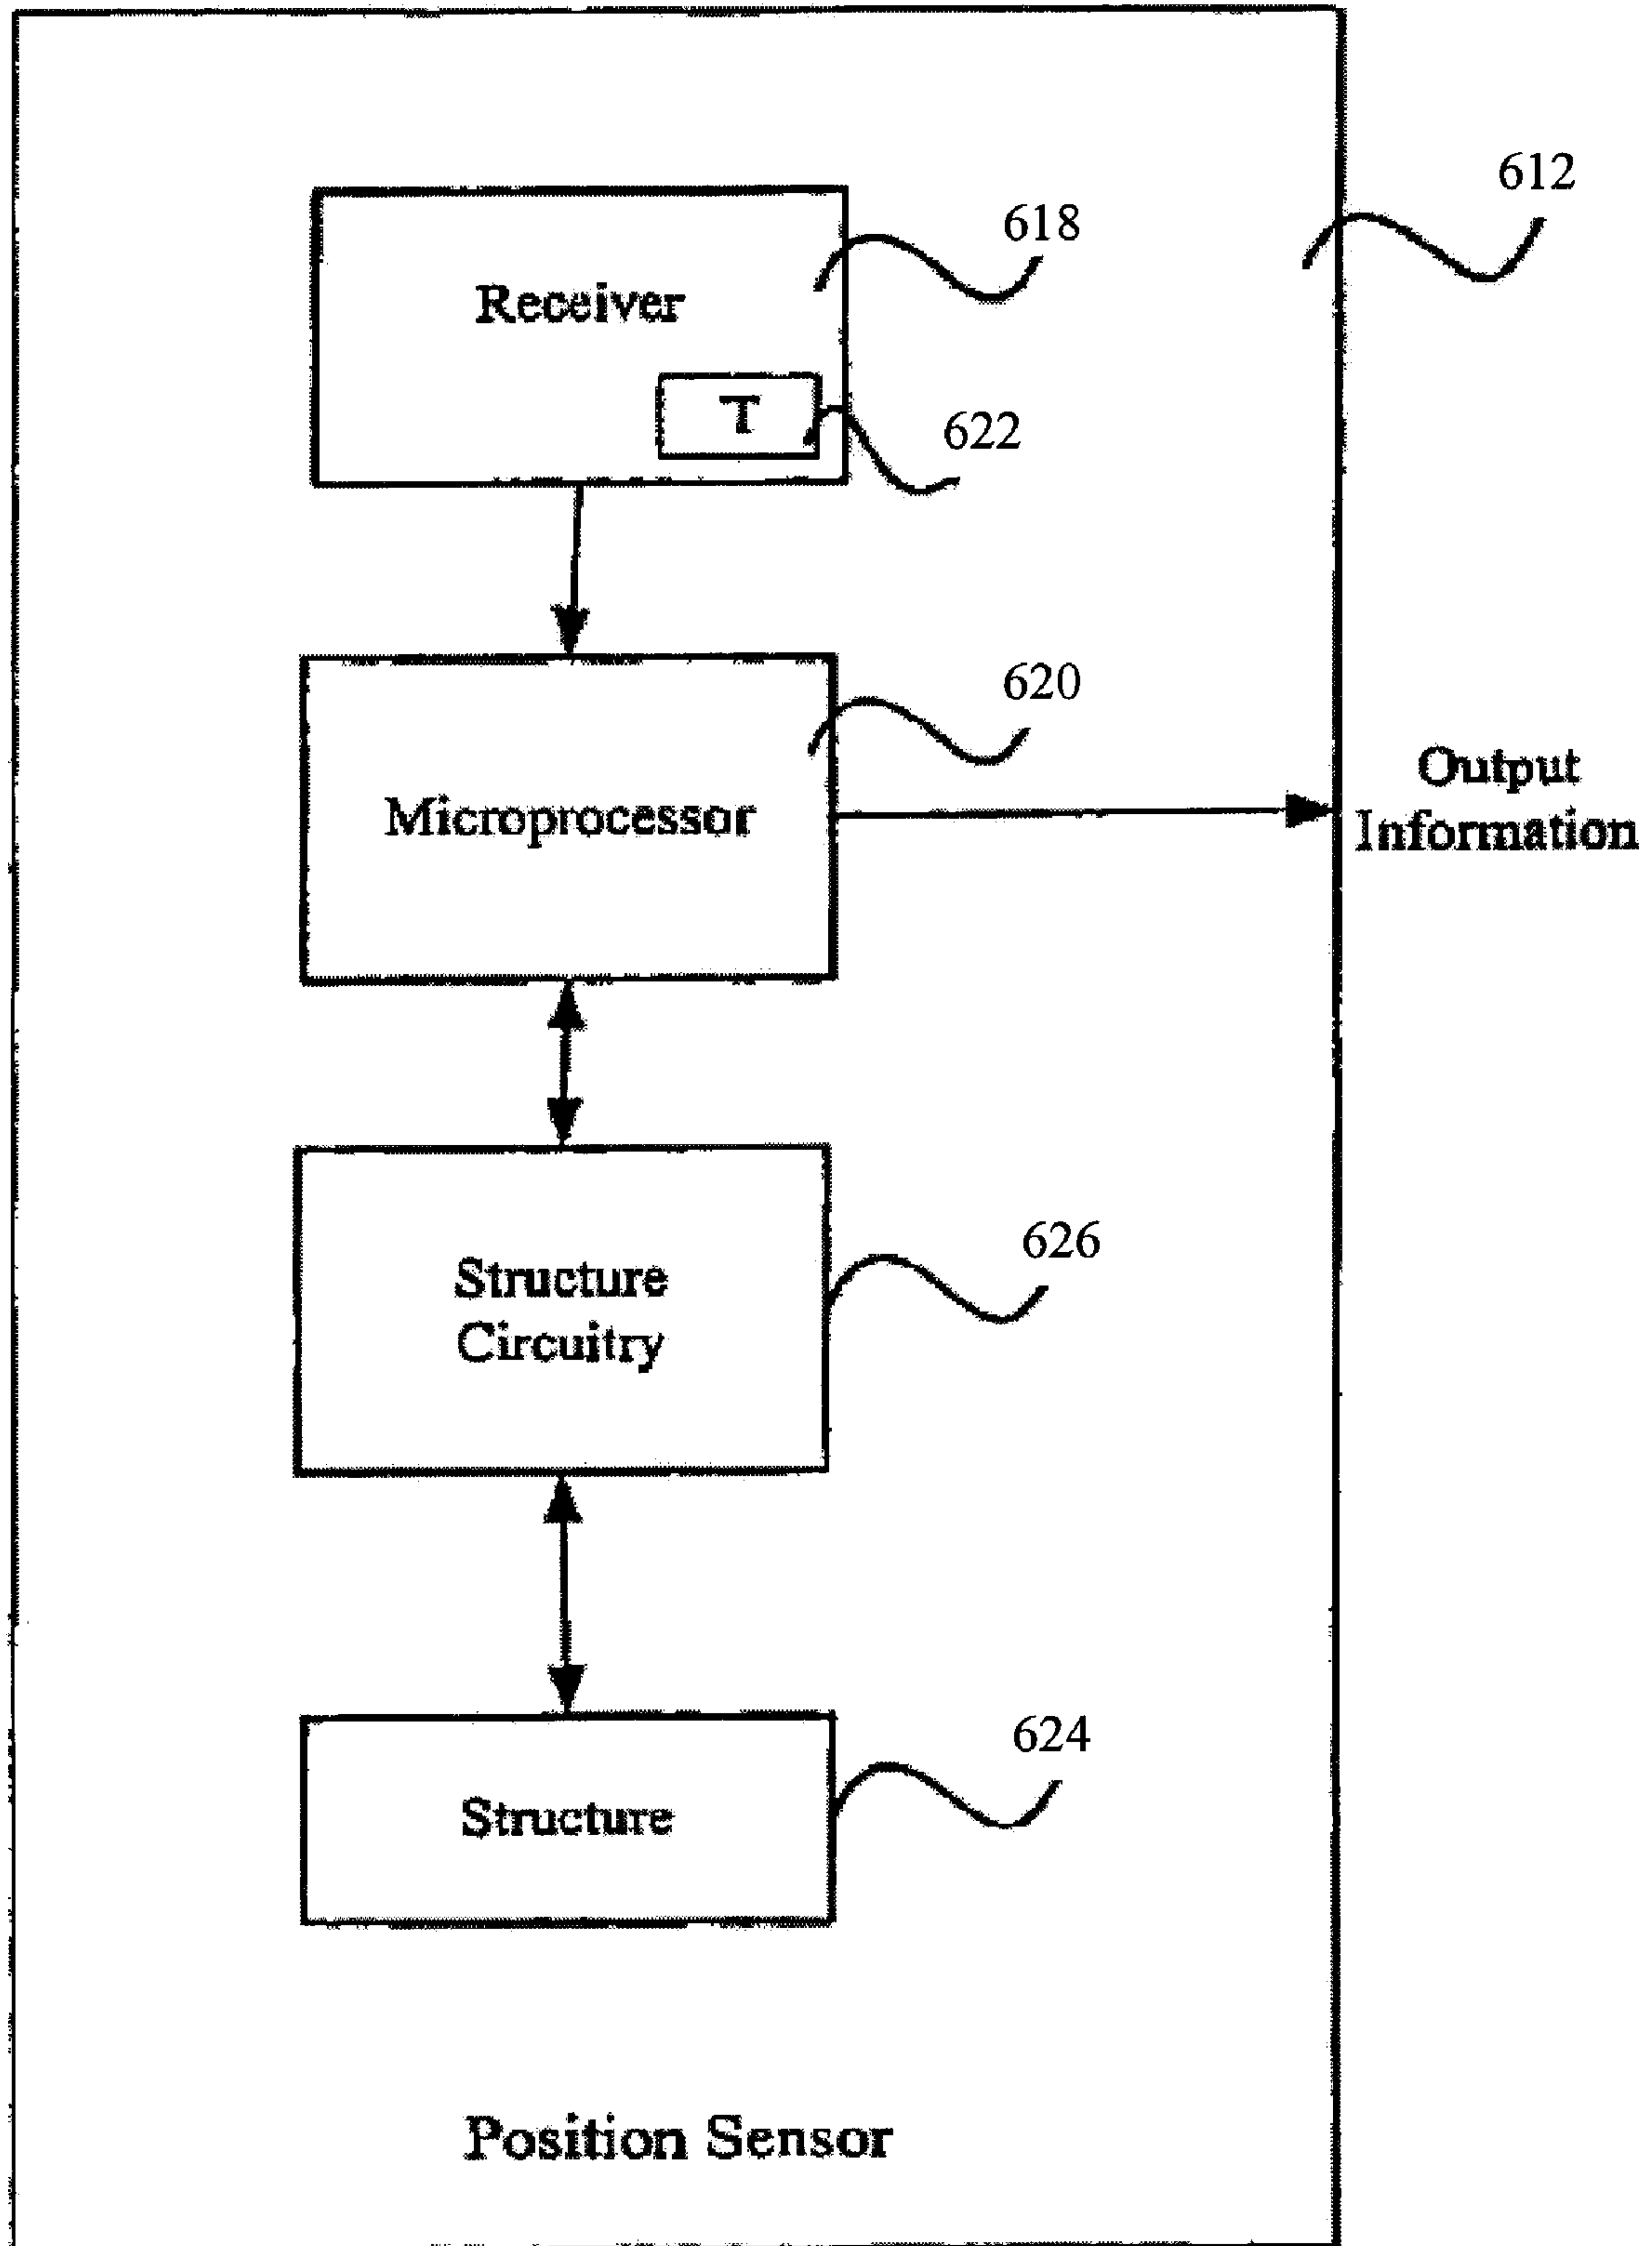 612
618
Receiver
T
622
620
Microprocessor
Output
Information
626
Structure
Circuitry
624
Structure
Position Sensor